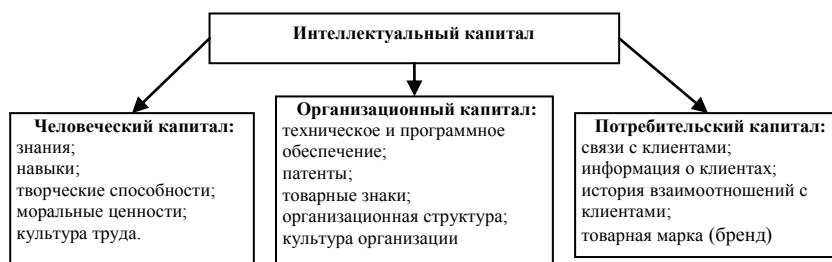 Интеллектуальный капитал
Человеческий капитал:
знания;
навыки;
творческие способности;
моральные ценности;
культура труда.
Организационный капитал:
техническое и программное
обеспечение;
патенты;
товарные знаки;
организационная структура;
культура организации
Потребительский капитал:
связи с клиентами;
информация о клиентах;
история взаимоотношений с
клиентами;
товарная марка (бренд)